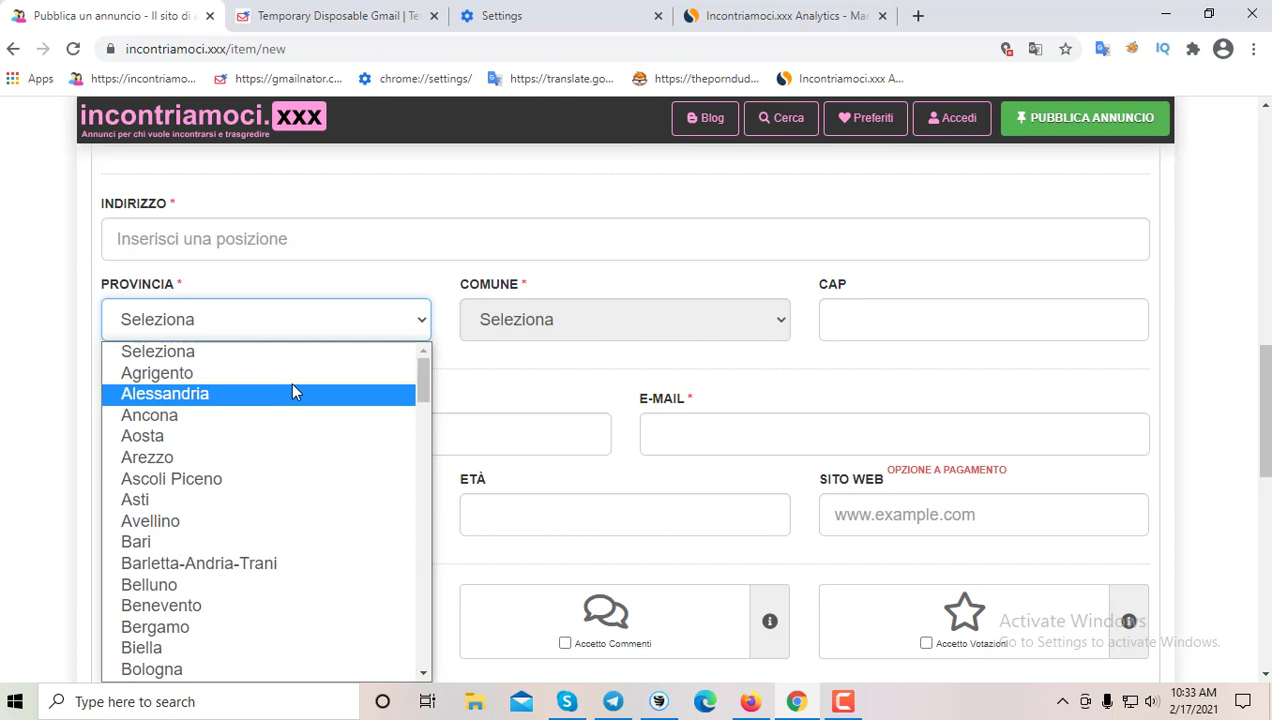 Pubblica un annuncio - Il sito di a
Temporary Disposable Gmail | Te
Settings
Incontriamoci.xxx Analytics - Ma
incontriamoci.xxx/item/new
Apps
https://incontriamo...
https://gmailnator.c...
chrome://settings/
https://translate.go...
https://thesprindud...
Incontriamoci.xxx A...
incontriamoci.xxx
Annunci per chi vuole incontrarsi e trasgredire
Blog
Cerca
Preferiti
Accedi
PUBBLICA ANNUNCIO
INDIRIZZO *
Inserisci una posizione
PROVINCIA *
COMUNE *
CAP
Seleziona
Seleziona
Seleziona
Agrigento
Alessandria
Ancona
Aosta
Arezzo
Ascoli Piceno
Asti
Avellino
Bari
Barletta-Andria-Trani
Belluno
Benevento
Bergamo
Biella
Bologna
E-MAIL *
ETÀ
SITO WEB
OPZIONE A PAGAMENTO
www.example.com
Accetto Commenti
Accetto Votazioni
Activate Windows
Go to Settings to activate Windows.
Type here to search
10:33 AM
2/17/2021